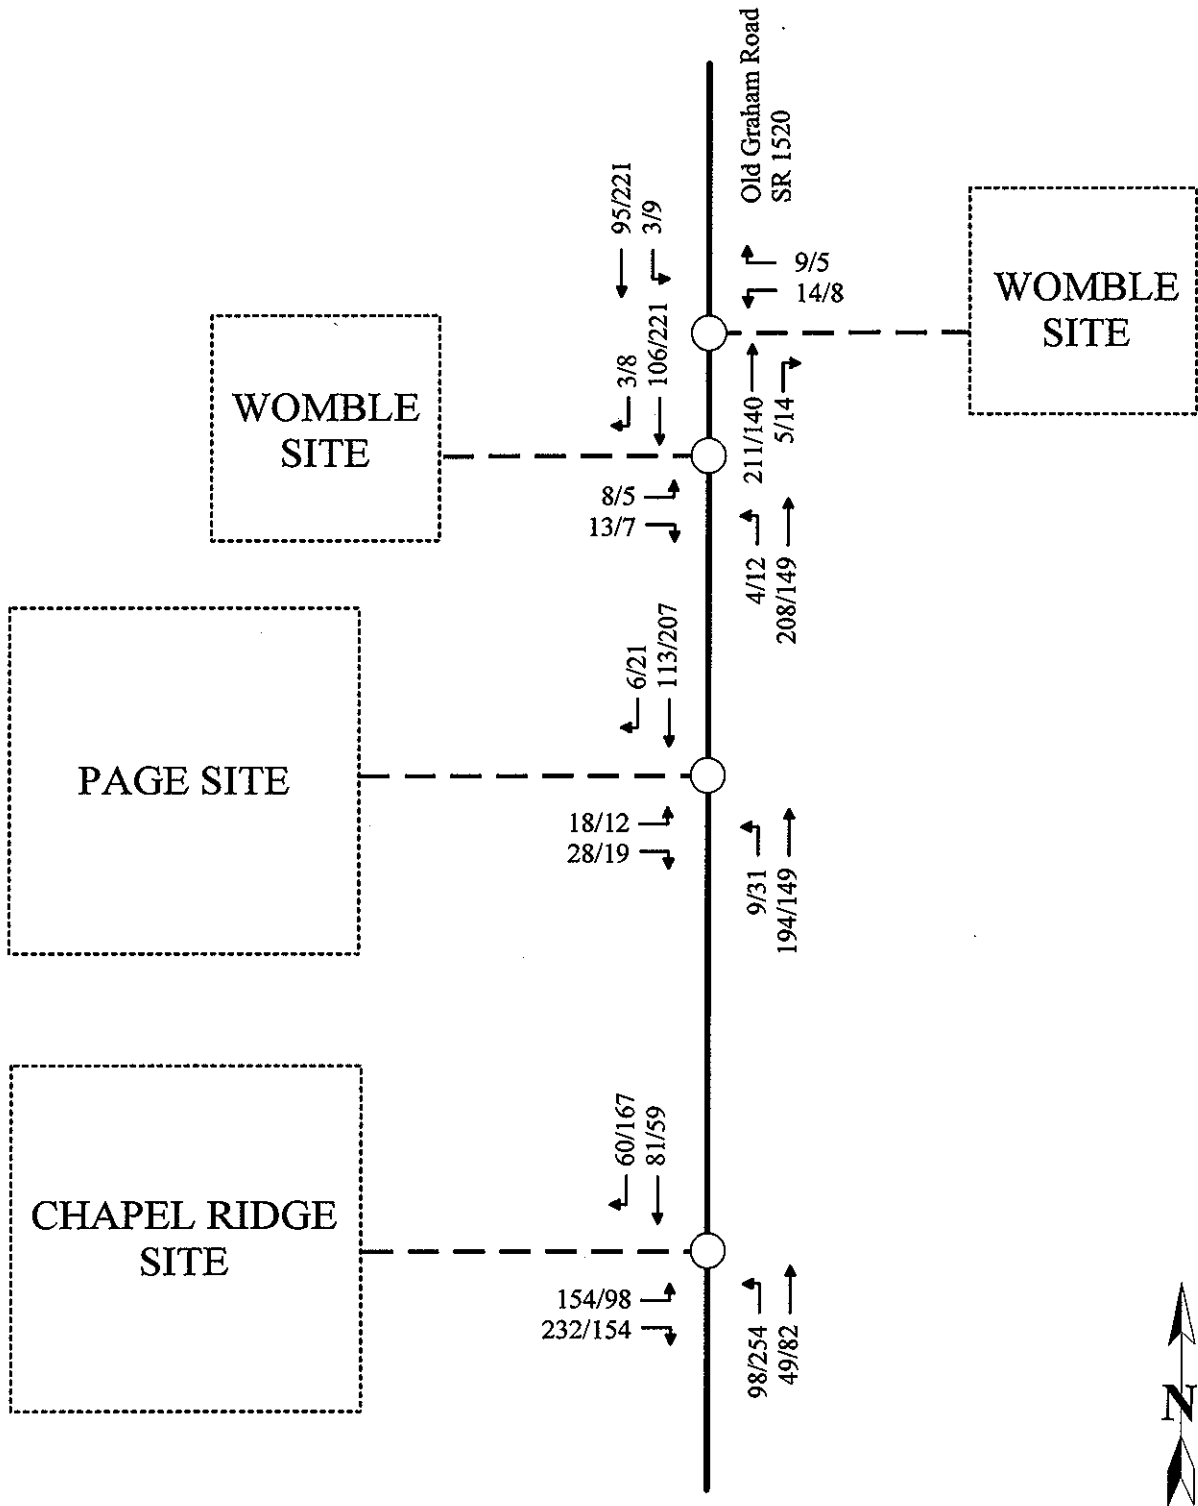 Old Graham Road
SR 1520
95/221
3/9
9/5
14/8
WOMBLE
SITE
WOMBLE
SITE
3/8
106/221
211/140
5/14
8/5
13/7
4/12
208/149
6/21
113/207
PAGE SITE
18/12
28/19
9/31
194/149
60/167
81/59
CHAPEL RIDGE
SITE
154/98
232/154
98/254
49/82
N